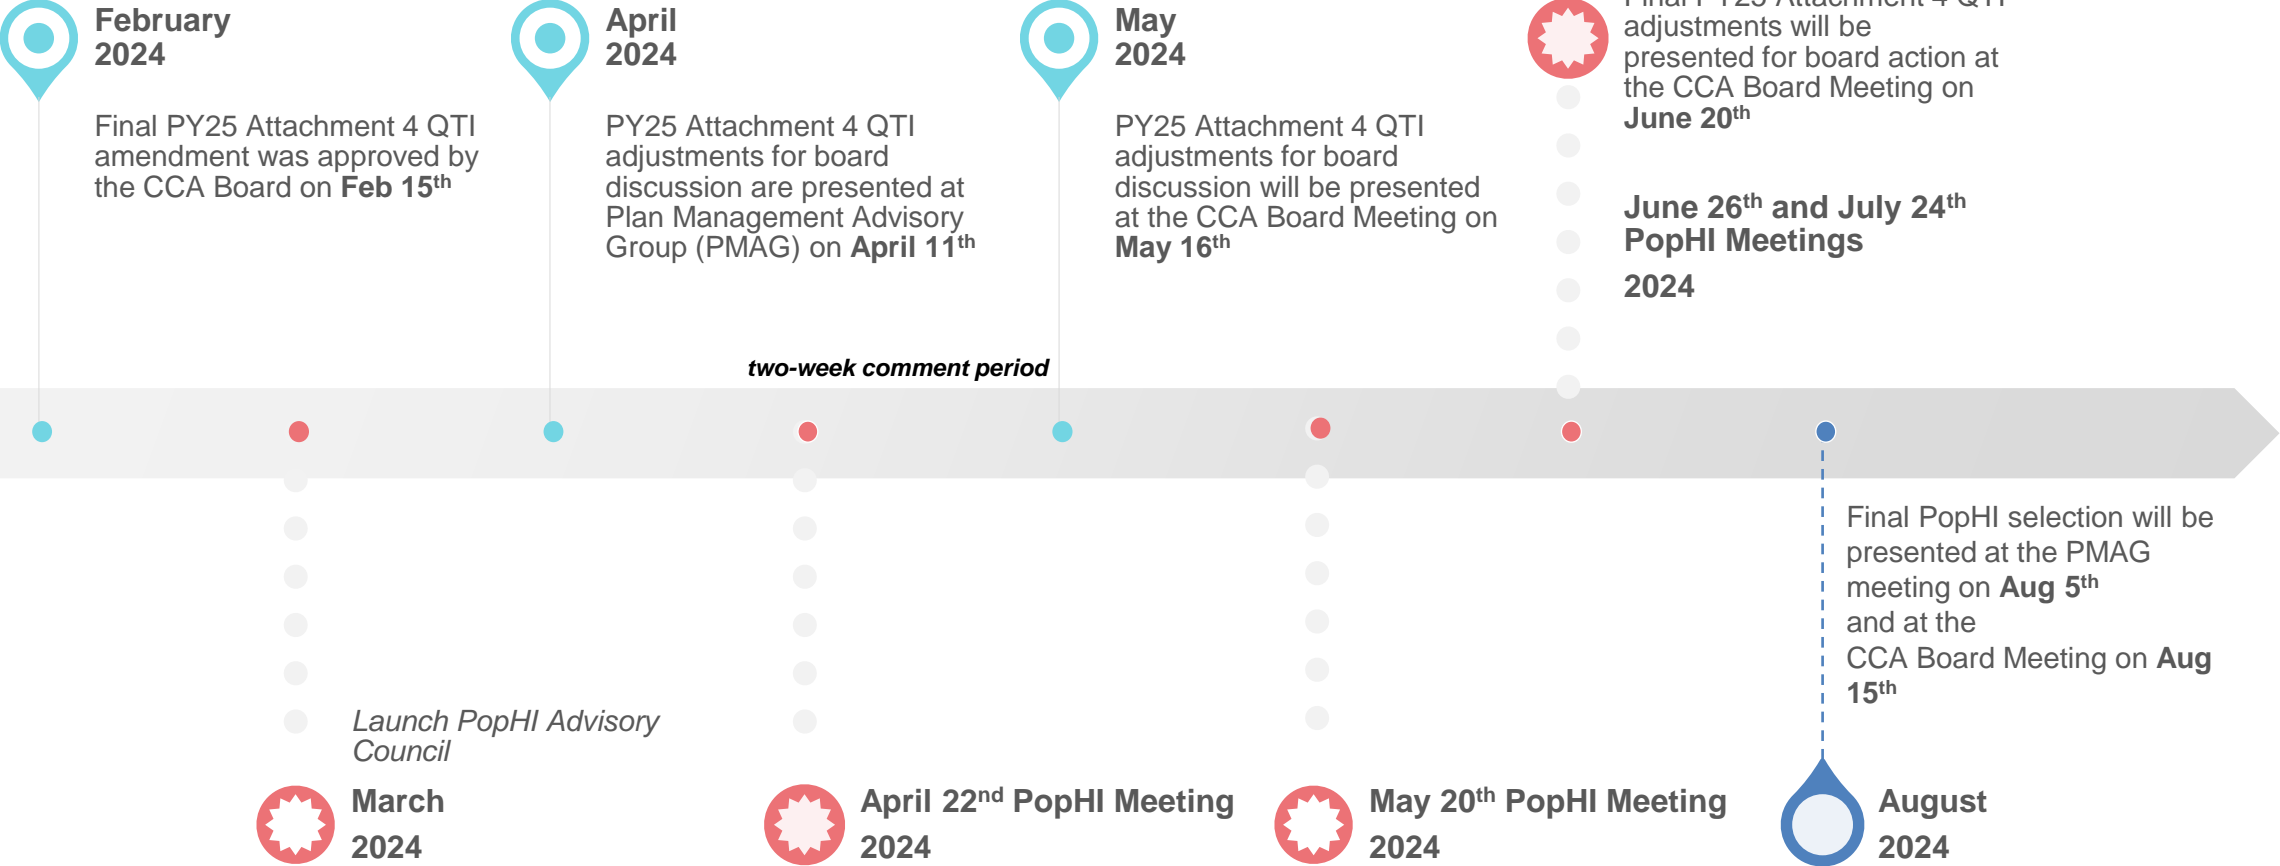 February
2024
Final PY25 Attachment 4 QTI
amendment was approved by
the CCA Board on Feb 15th
April
2024
PY25 Attachment 4 QTI
adjustments for board
discussion are presented at
Plan Management Advisory
Group (PMAG) on April 11th
May
2024
PY25 Attachment 4 QTI
adjustments for board
discussion will be presented
at the CCA Board Meeting on
May 16th
Final PY25 Attachment 4 QTI
adjustments will be
presented for board action at
the CCA Board Meeting on
June 20th
June 26th and July 24th
PopHI Meetings
2024
two-week comment period
Launch PopHI Advisory
Council
March
2024
April 22nd PopHI Meeting
2024
May 20th PopHI Meeting
2024
Final PopHI selection will be
presented at the PMAG
meeting on Aug 5th
and at the
CCA Board Meeting on Aug
15th
August
2024